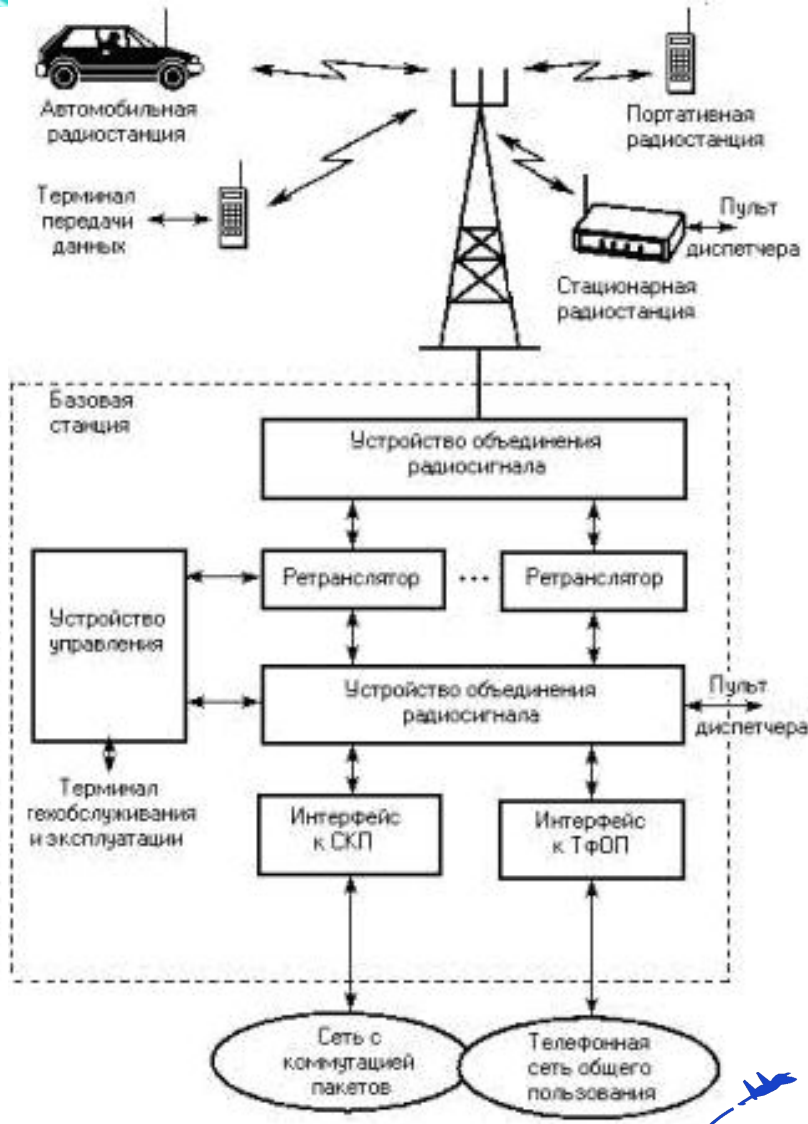 Автомобильная
радиостанция
Портативная
радиостанция
Терминал
передачи
данных
Пульт
диспетчера
Стационарная
радиостанция
Базовая
станция
Устройство объединения
радиосигнала
Ретранслятор
...
Ретранслятор
Устройство
управления
Устройство объединения
радиосигнала
Пульт
диспетчера
Терминал
техобслуживания
и эксплуатации
Интерфейс
к СКП
Интерфейс
к ТфОП
Сеть с
коммутацией
пакетов
Телефонная
сеть общего
пользования